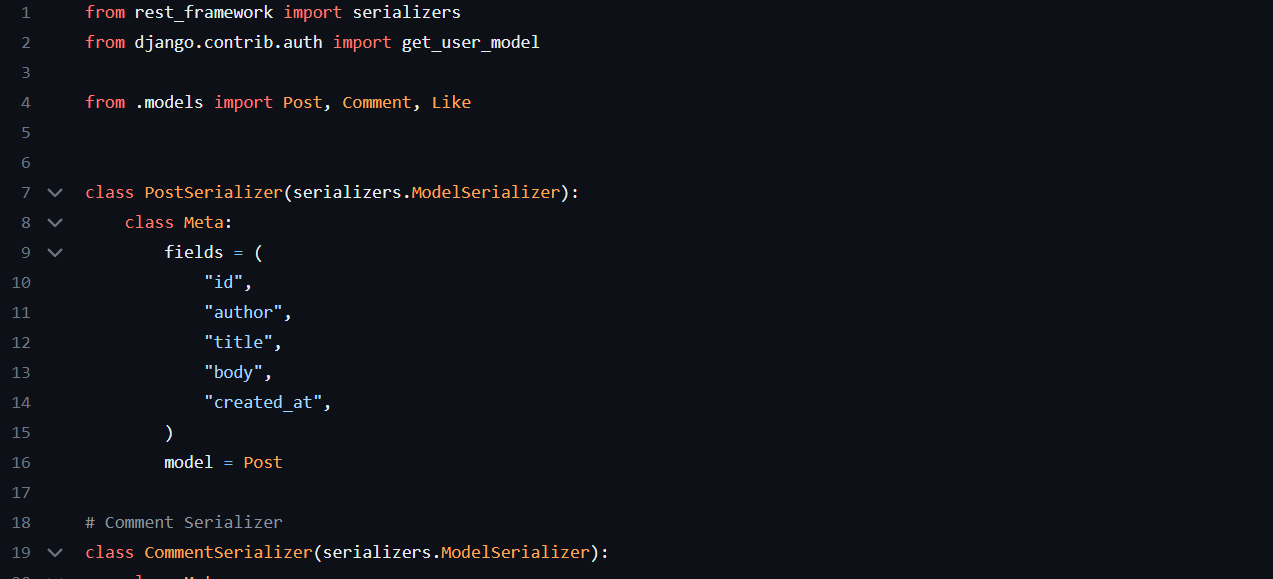 1 from rest_framework import serializers
2 from django.contrib.auth import get_user_model
3
4 from .models import Post, Comment, Like
5
6
7 class PostSerializer(serializers.ModelSerializer):
8     class Meta:
9         fields = (
10             "id",
11             "author",
12             "title",
13             "body",
14             "created_at",
15         )
16         model = Post
17
18 # Comment Serializer
19 class CommentSerializer(serializers.ModelSerializer):